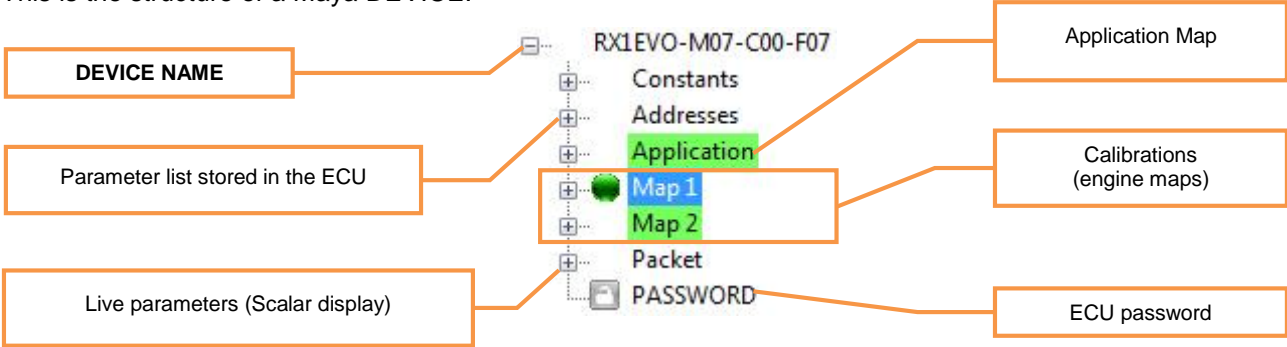 This is the structure of a Maya DEVICE:
DEVICE NAME
Parameter list stored in the ECU
Live parameters (Scalar display)
RX1EVO-M07-C00-F07
Constants
Addresses
Application
Map 1
Map 2
Packet
PASSWORD
Application Map
Calibrations
(engine maps)
ECU password